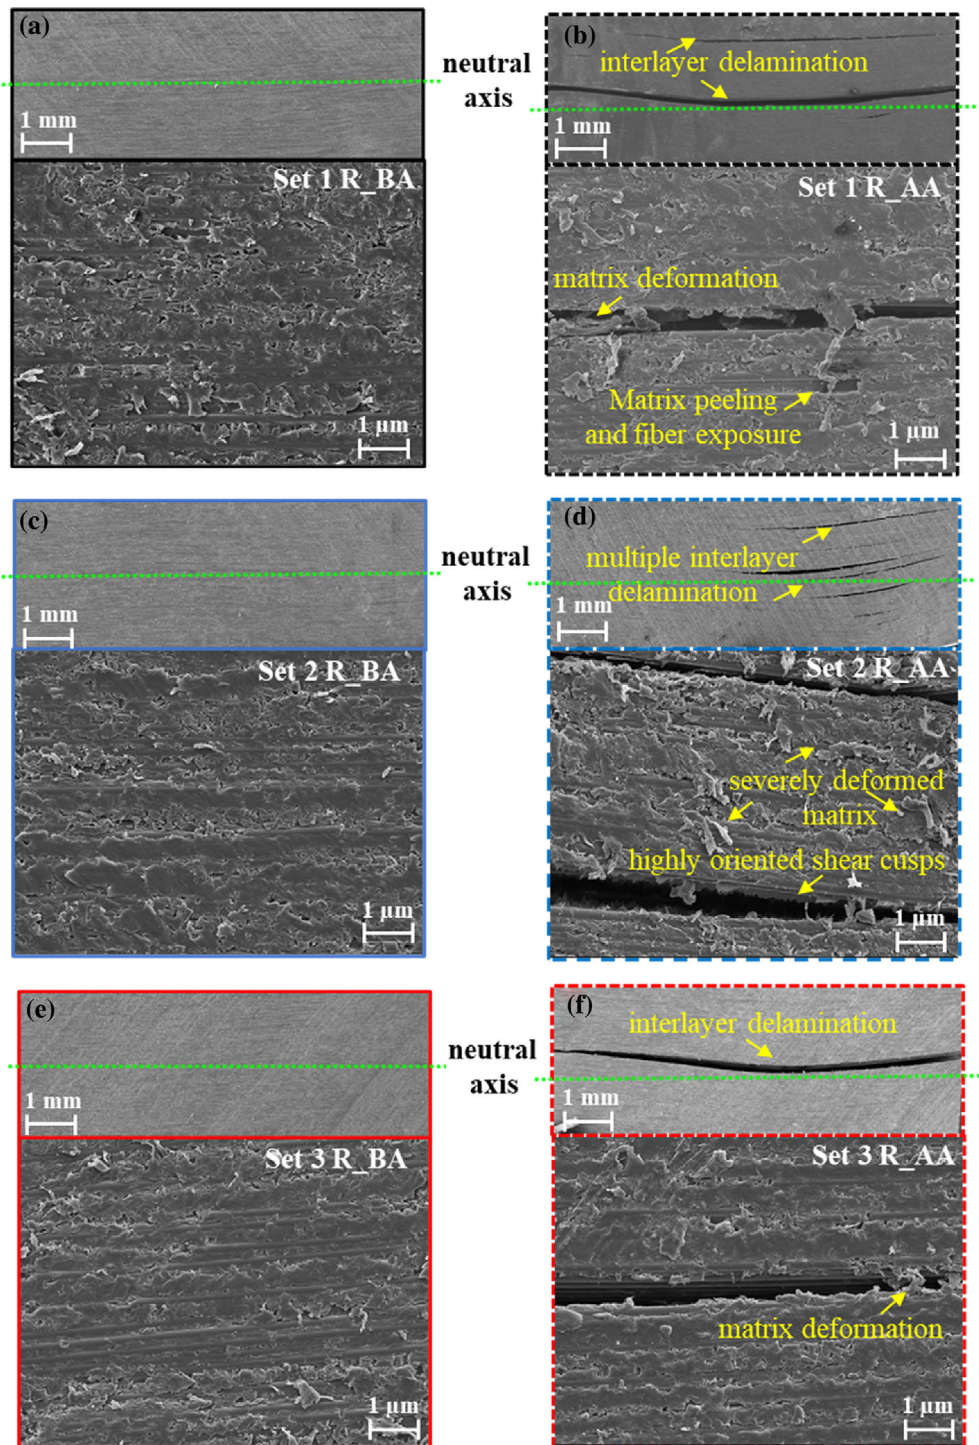 (a)
1 mm
Set 1 R_BA
1 µm
neutral
axis
(b)
interlayer delamination
1 mm
Set 1 R_AA
matrix deformation
Matrix peeling
and fiber exposure
1 µm
(c)
1 mm
Set 2 R_BA
1 µm
neutral
axis
(d)
multiple interlayer
delamination
1 mm
Set 2 R_AA
severely deformed
matrix
highly oriented shear cusps
1 µm
(e)
1 mm
Set 3 R_BA
1 µm
neutral
axis
(f)
interlayer delamination
1 mm
Set 3 R_AA
matrix deformation
1 µm